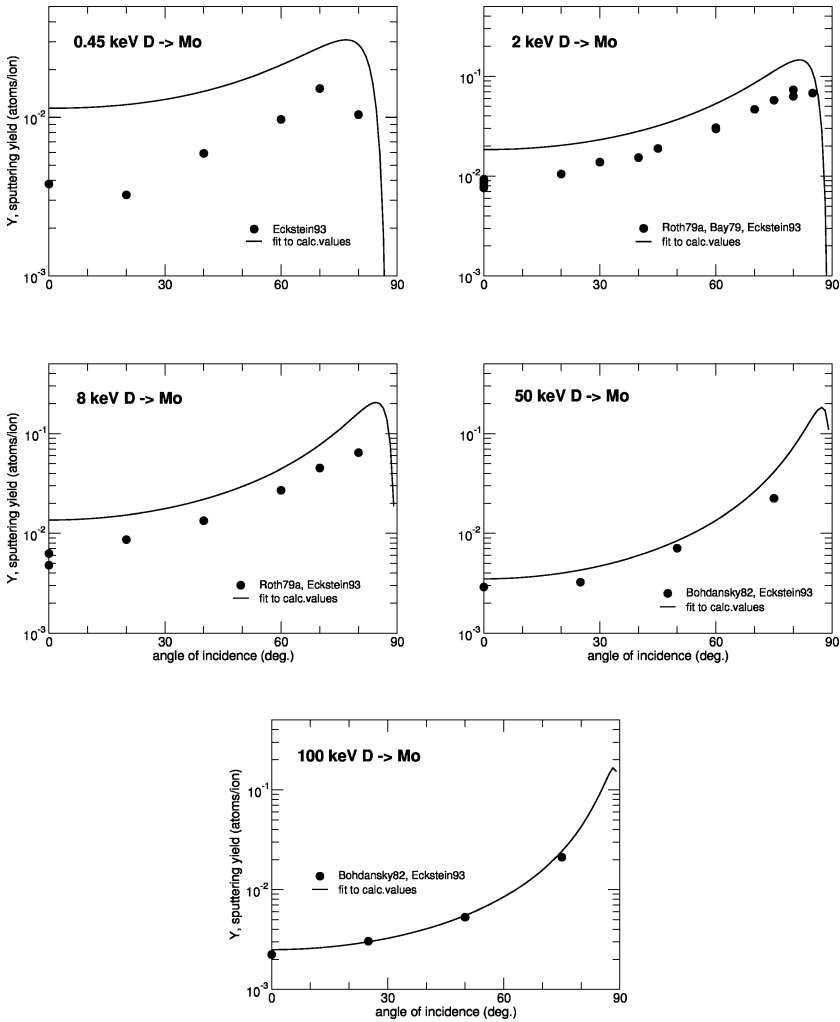 0.45 keV D -> Mo
Y, sputtering yield (atoms/ion)
10-2
10-3
Eckstein93
fit to calc.values
0 30 60 90
2 keV D -> Mo
10-1
10-2
10-3
Roth79a, Bay79, Eckstein93
fit to calc.values
0 30 60 90
8 keV D -> Mo
Y, sputtering yield (atoms/ion)
10-1
10-2
10-3
Roth79a, Eckstein93
fit to calc.values
0 30 60 90
angle of incidence (deg.)
50 keV D -> Mo
10-1
10-2
10-3
Bohdansky82, Eckstein93
fit to calc.values
0 30 60 90
angle of incidence (deg.)
100 keV D -> Mo
Y, sputtering yield (atoms/ion)
10-1
10-2
10-3
Bohdansky82, Eckstein93
fit to calc.values
0 30 60 90
angle of incidence (deg.)